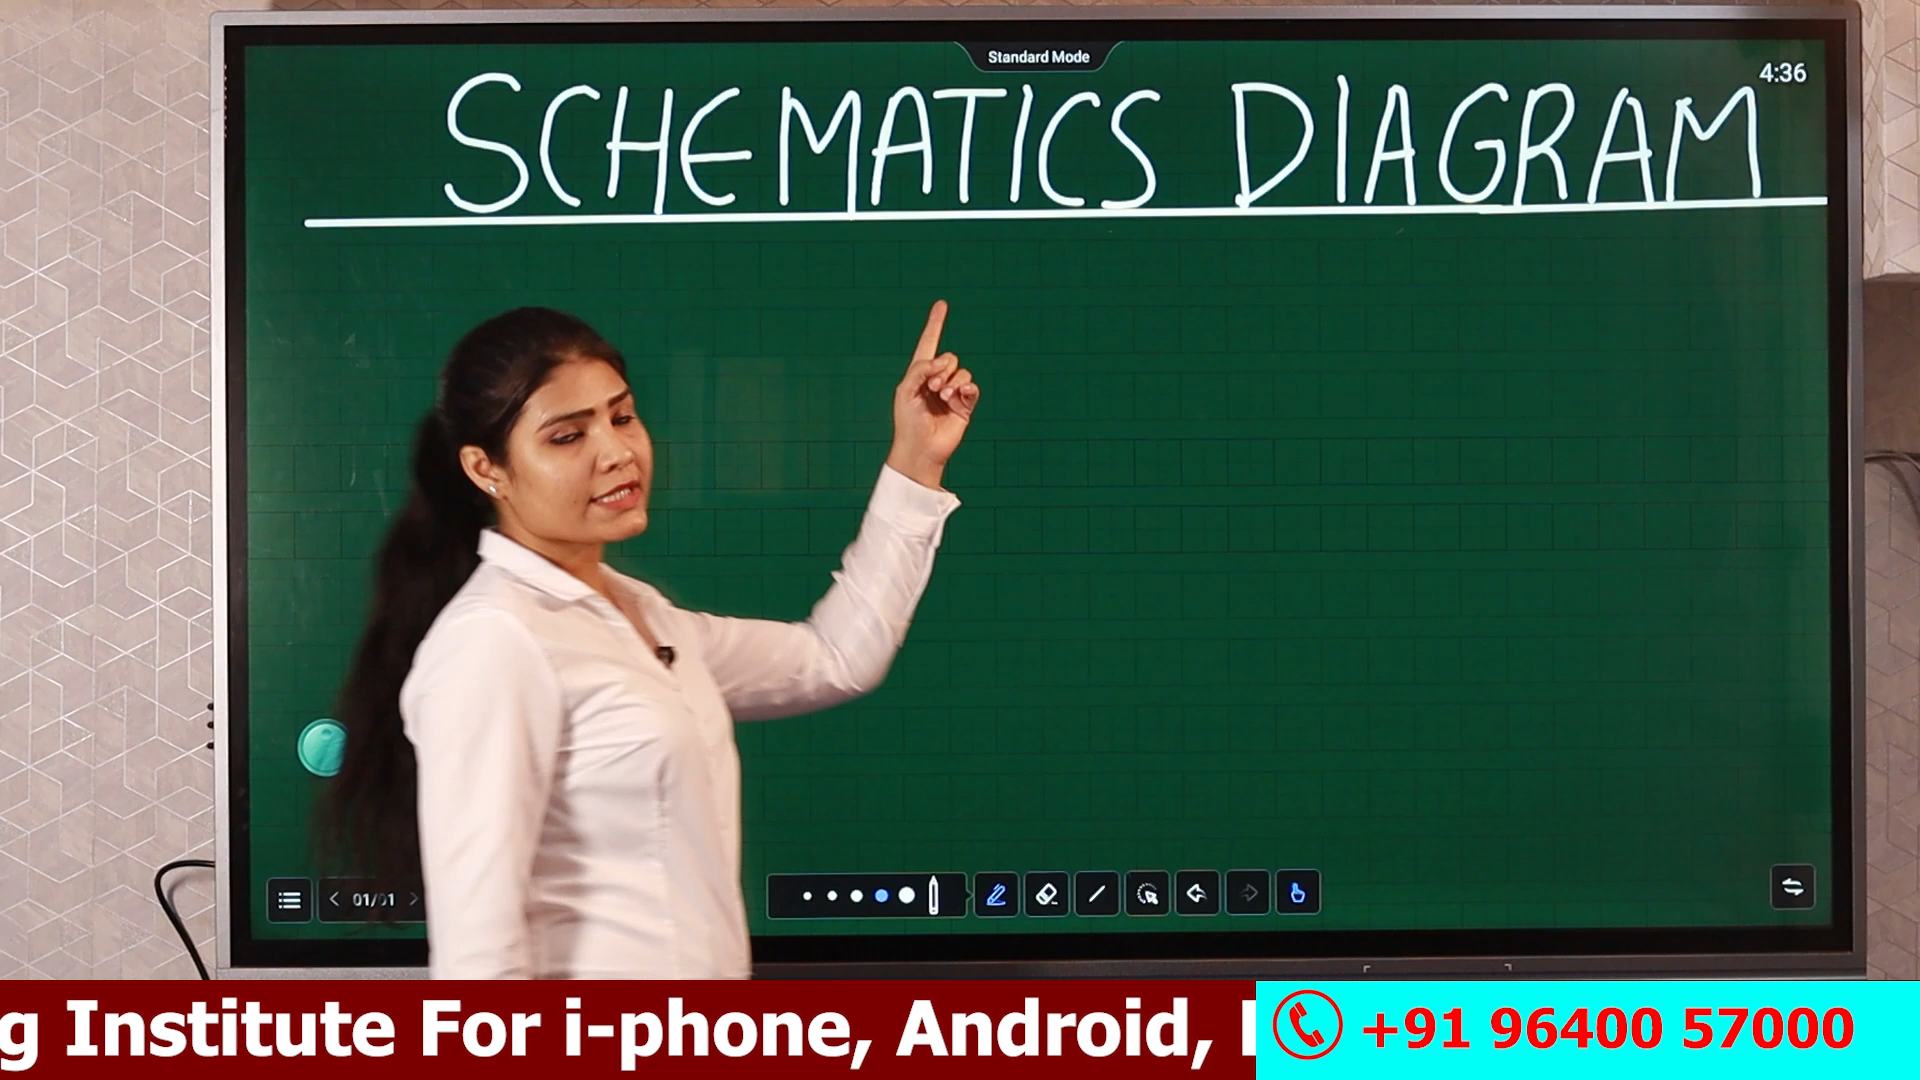 Standard Mode
4:36
SCHEMATICS DIAGRAM
01/01
g Institute For i-phone, Android,
+91 96400 57000